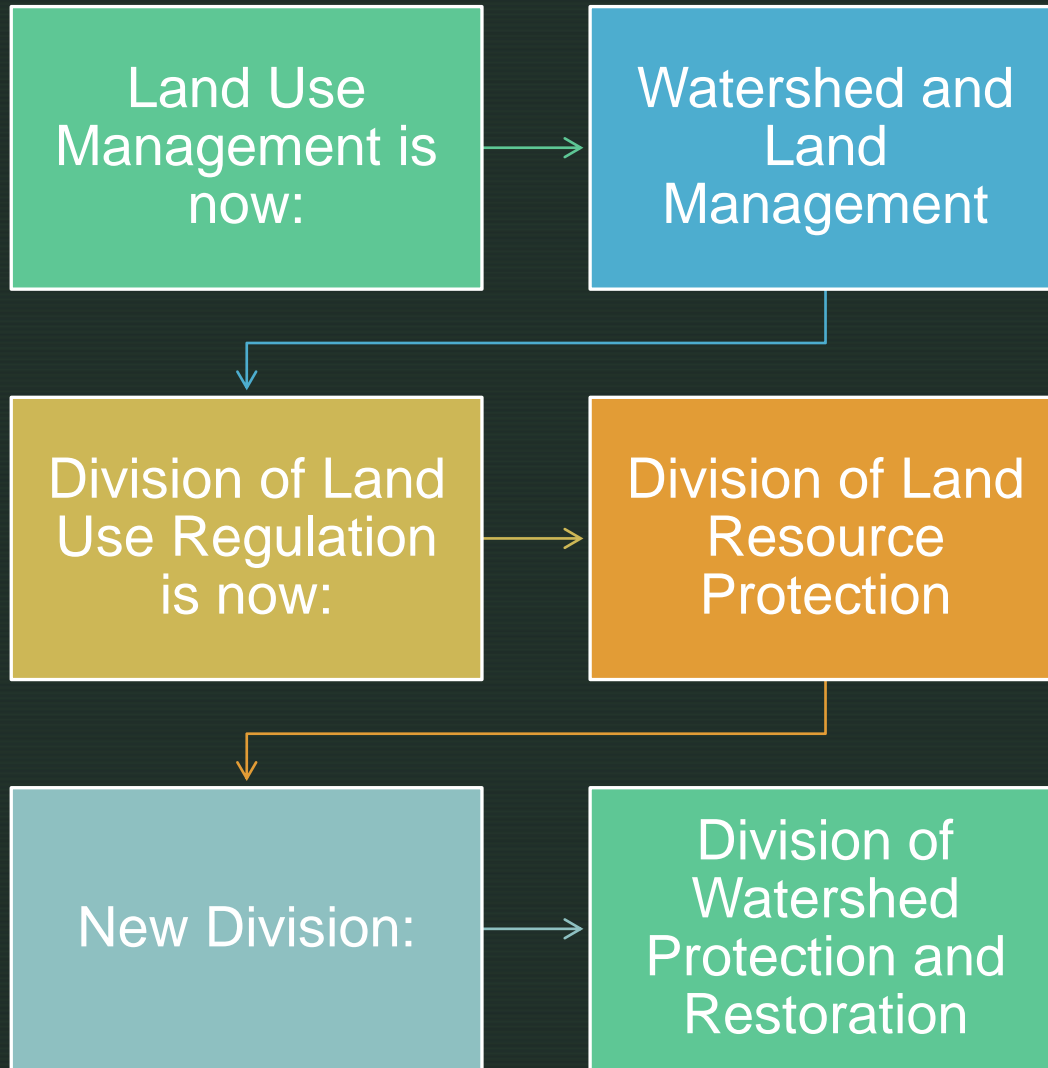 Land Use
Management is
now:
Watershed and
Land
Management
Division of Land
Use Regulation
is now:
Division of Land
Resource
Protection
New Division:
Division of
Watershed
Protection and
Restoration